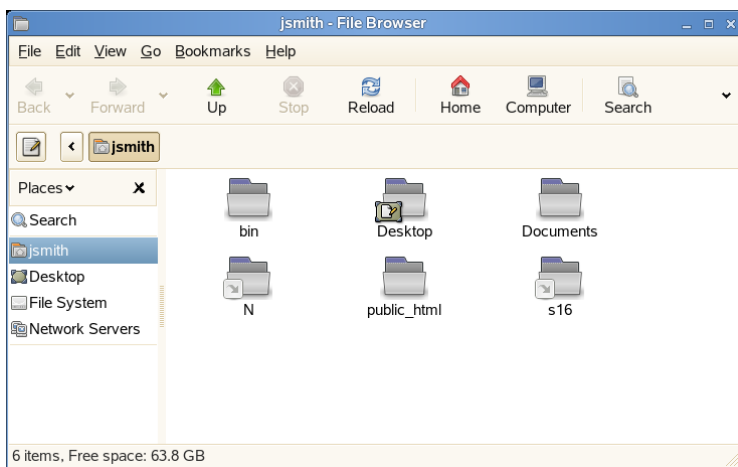 jsmith - File Browser
File Edit View Go Bookmarks Help
Back Forward Up Stop Reload Home Computer Search
jsmith
Places
Search
jsmith
Desktop
File System
Network Servers
bin Desktop Documents
N public_html s16
6 items, Free space: 63.8 GB